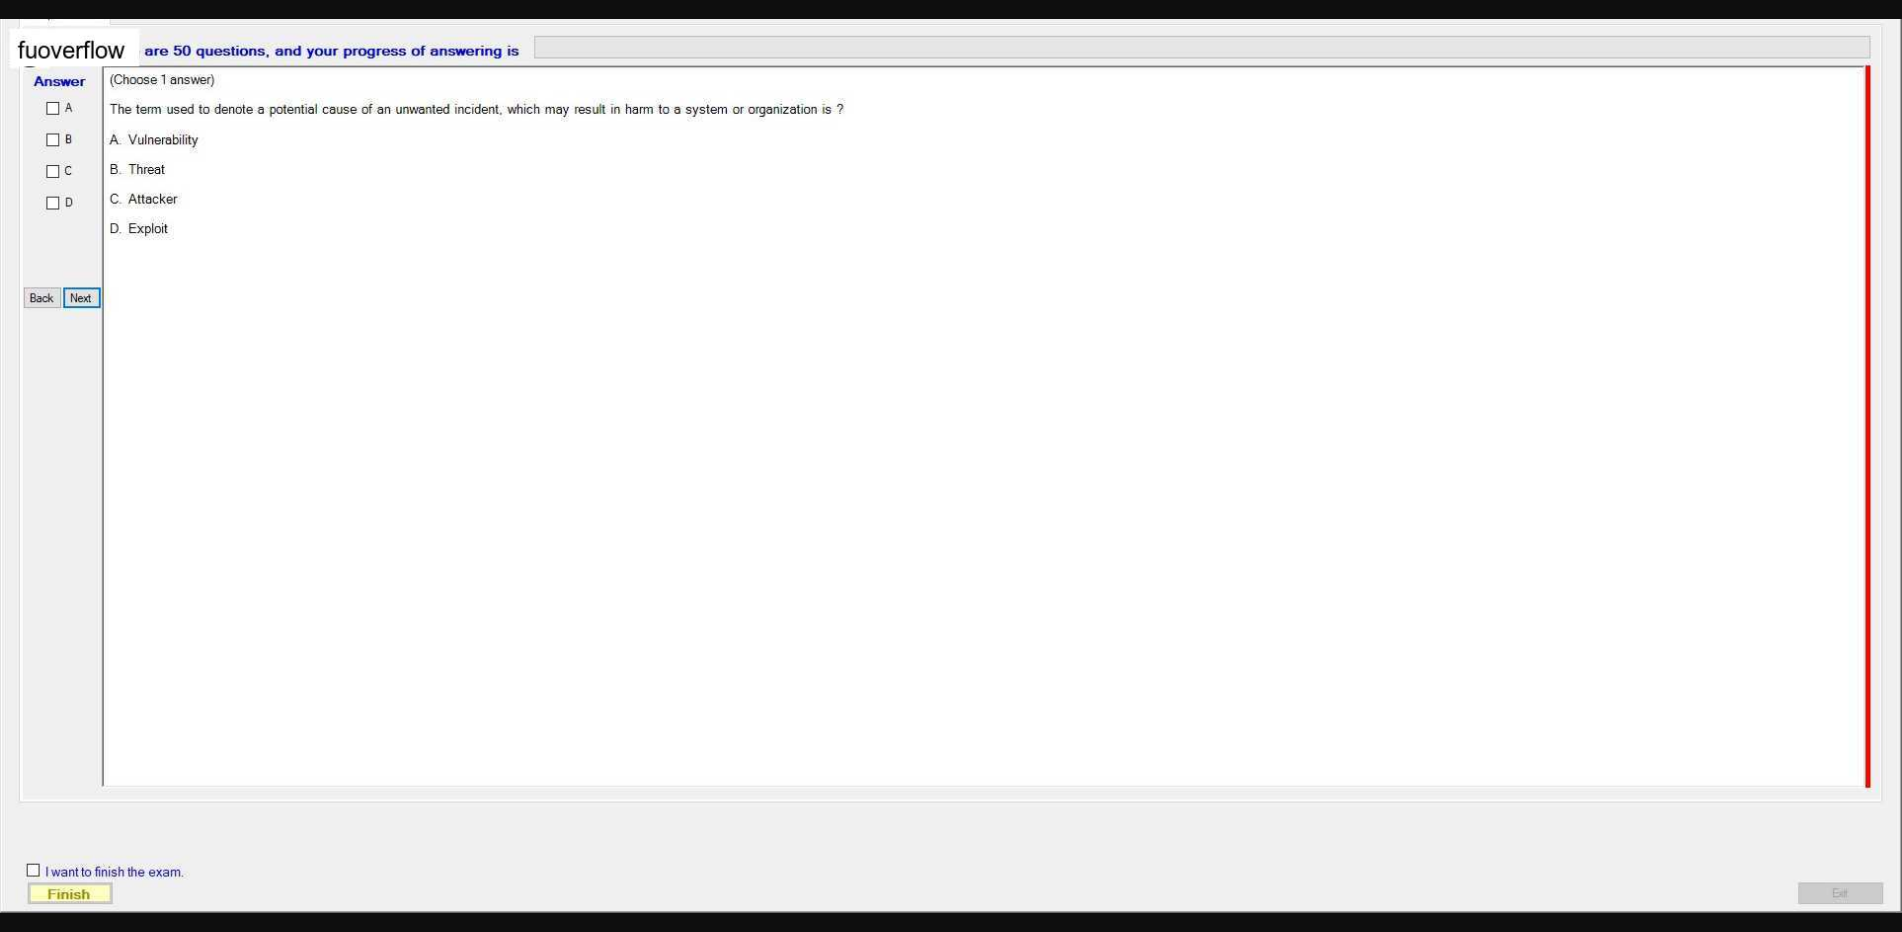 fuoverflow are 50 questions, and your progress of answering is
Answer
(Choose 1 answer)
A
The term used to denote a potential cause of an unwanted incident, which may result in harm to a system or organization is ?
B
A. Vulnerability
C
B. Threat
D
C. Attacker
D. Exploit
Back Next
I want to finish the exam.
Finish
Exit